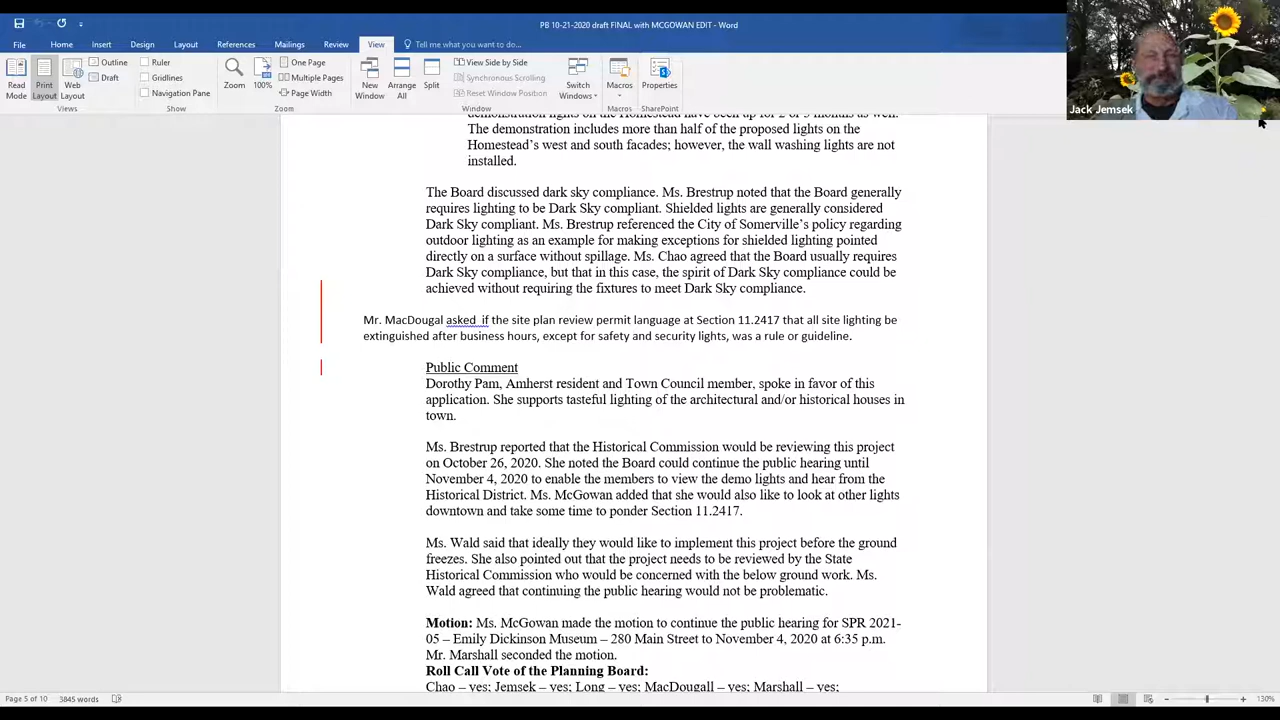 PB 10-21-2020 draft FINAL with MCGOWAN EDIT - Word
File Home Insert Design Layout References Mailings Review View Tell me what you want to do...
Read Mode
Print Layout
Web Layout
Outline
Draft
Views
Ruler
Gridlines
Navigation Pane
Show
Zoom
100%
One Page
Multiple Pages
Page Width
Zoom
New Window
Arrange All
Split
View Side by Side
Synchronous Scrolling
Reset Window Position
Window
Switch Windows
Macros
Macros
Properties
SharePoint
Jack Jemsek
demonstration lights on the Homestead have been up for 2 or 3 months as well.
The demonstration includes more than half of the proposed lights on the
Homestead's west and south facades; however, the wall washing lights are not
installed.
The Board discussed dark sky compliance. Ms. Brestrup noted that the Board generally
requires lighting to be Dark Sky compliant. Shielded lights are generally considered
Dark Sky compliant. Ms. Brestrup referenced the City of Somerville's policy regarding
outdoor lighting as an example for making exceptions for shielded lighting pointed
directly on a surface without spillage. Ms. Chao agreed that the Board usually requires
Dark Sky compliance, but that in this case, the spirit of Dark Sky compliance could be
achieved without requiring the fixtures to meet Dark Sky compliance.
Mr. MacDougal asked  if the site plan review permit language at Section 11.2417 that all site lighting be
extinguished after business hours, except for safety and security lights, was a rule or guideline.
Public Comment
Dorothy Pam, Amherst resident and Town Council member, spoke in favor of this
application. She supports tasteful lighting of the architectural and/or historical houses in
town.
Ms. Brestrup reported that the Historical Commission would be reviewing this project
on October 26, 2020. She noted the Board could continue the public hearing until
November 4, 2020 to enable the members to view the demo lights and hear from the
Historical District. Ms. McGowan added that she would also like to look at other lights
downtown and take some time to ponder Section 11.2417.
Ms. Wald said that ideally they would like to implement this project before the ground
freezes. She also pointed out that the project needs to be reviewed by the State
Historical Commission who would be concerned with the below ground work. Ms.
Wald agreed that continuing the public hearing would not be problematic.
Motion: Ms. McGowan made the motion to continue the public hearing for SPR 2021-
05 – Emily Dickinson Museum – 280 Main Street to November 4, 2020 at 6:35 p.m.
Mr. Marshall seconded the motion.
Roll Call Vote of the Planning Board:
Chao – yes; Jemsek – yes; Long – yes; MacDougall – yes; Marshall – yes;
Page 5 of 10 3845 words
130%